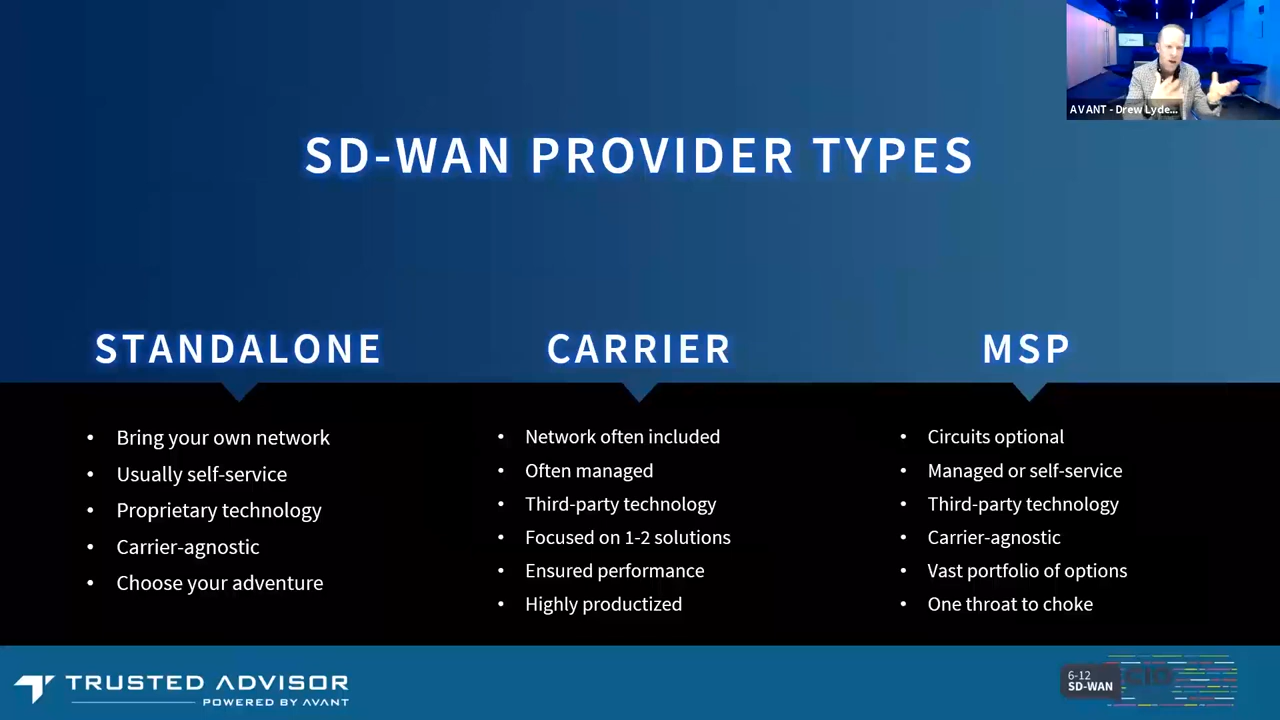 AVANT - Drew Lyde...
SD-WAN PROVIDER TYPES
STANDALONE
• Bring your own network
• Usually self-service
• Proprietary technology
• Carrier-agnostic
• Choose your adventure
CARRIER
• Network often included
• Often managed
• Third-party technology
• Focused on 1-2 solutions
• Ensured performance
• Highly productized
MSP
• Circuits optional
• Managed or self-service
• Third-party technology
• Carrier-agnostic
• Vast portfolio of options
• One throat to choke
TRUSTED ADVISOR
POWERED BY AVANT
6-12
SD-WAN